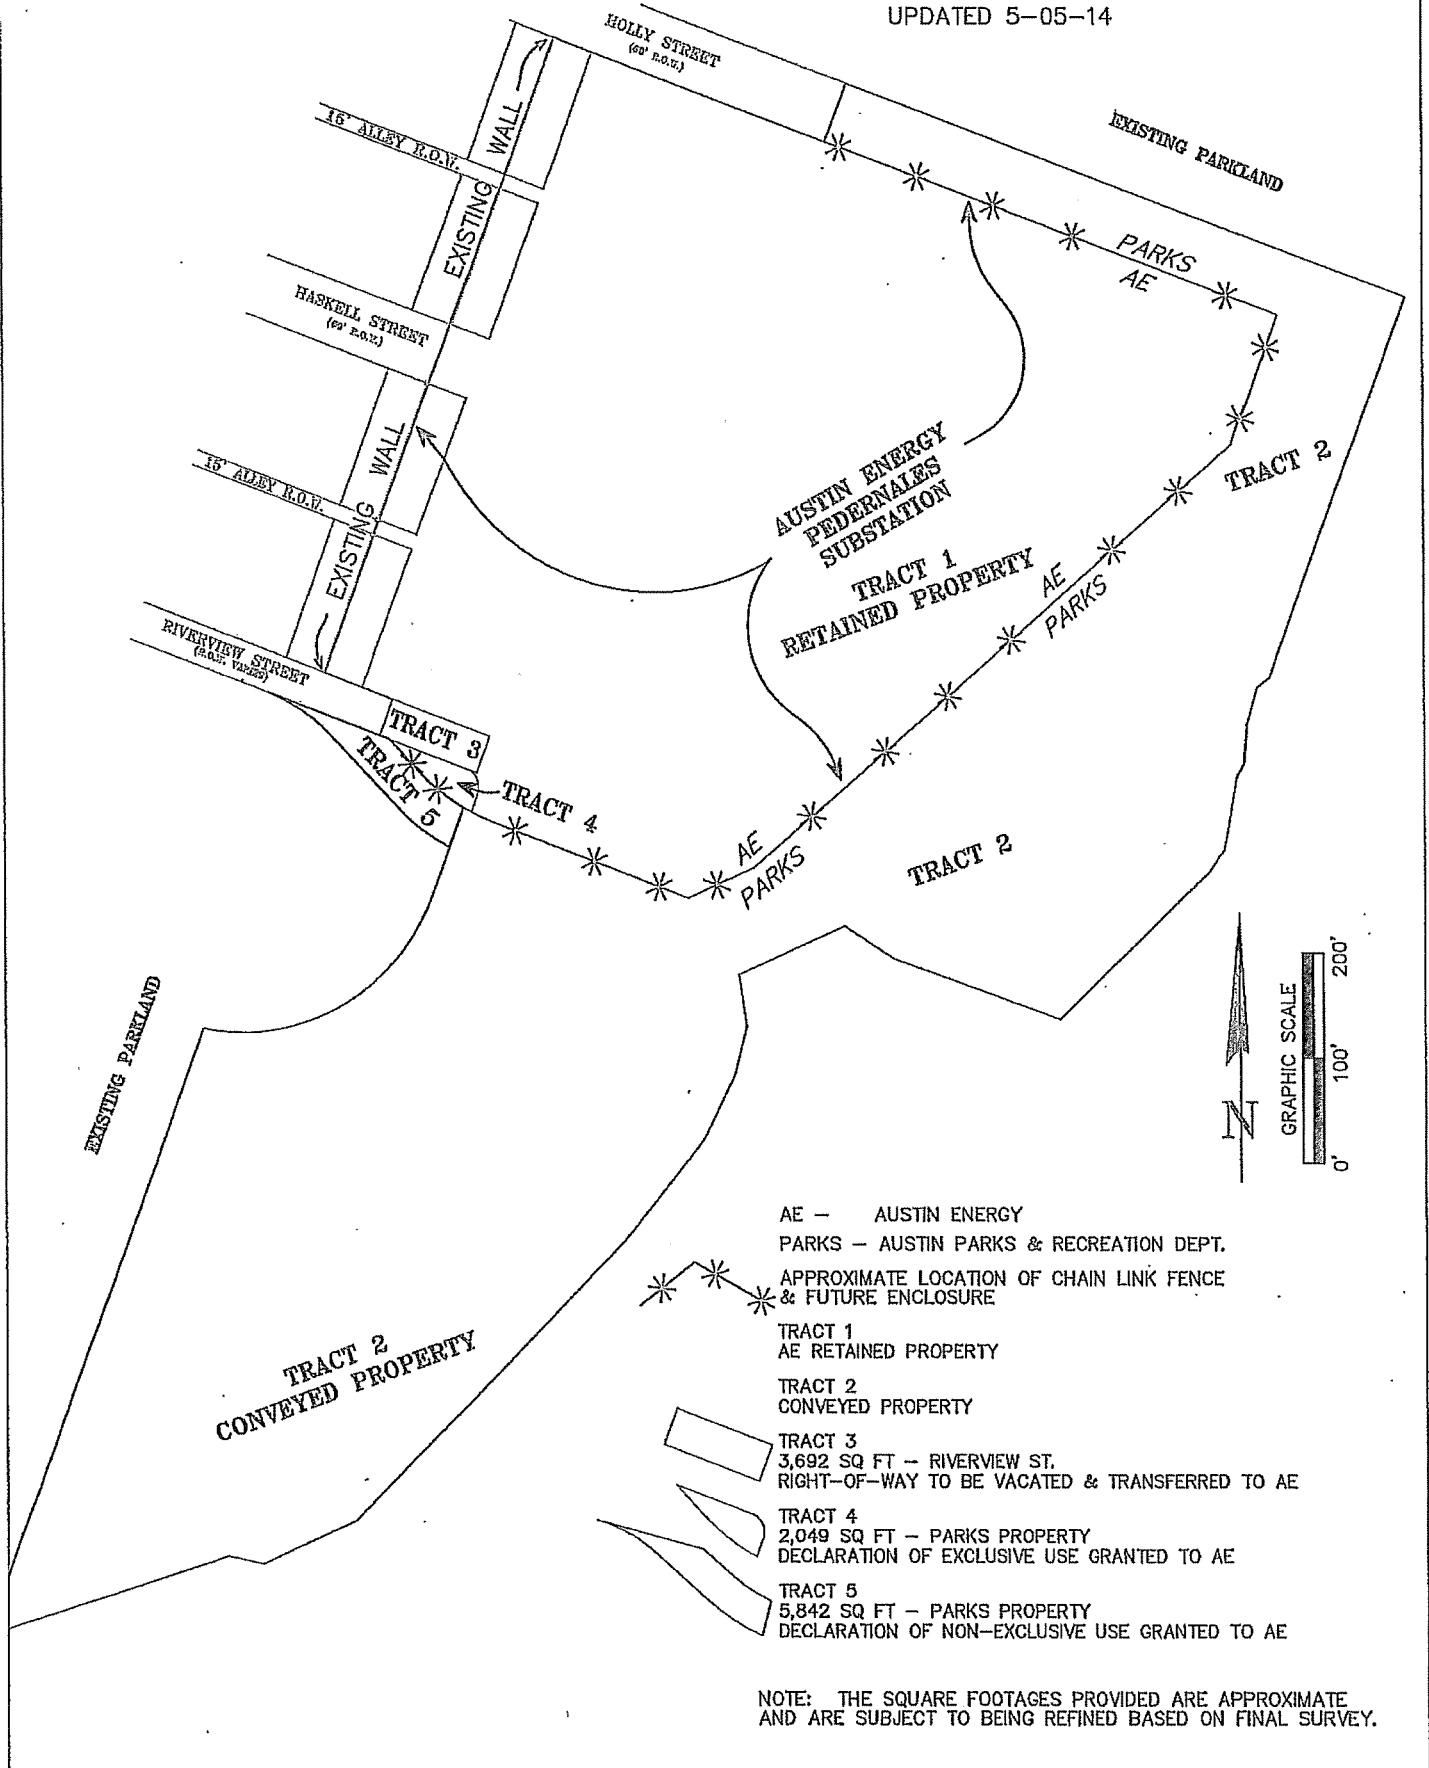 UPDATED 5-05-14
HOLLY STREET
(60' R.O.W.)
EXISTING PARKLAND
15' ALLEY R.O.W.
EXISTING WALL
PARKS
AE
HASKELL STREET
(60' R.O.W.)
TRACT 2
AUSTIN ENERGY
PEDERNALES
SUBSTATION
15' ALLEY R.O.W.
EXISTING WALL
TRACT 1
RETAINED PROPERTY
AE
PARKS
RIVERVIEW STREET
(R.O.W. VARIES)
TRACT 3
TRACT 5
TRACT 4
AE
PARKS
TRACT 2
EXISTING PARKLAND
N
GRAPHIC SCALE
0' 100' 200'
TRACT 2
CONVEYED PROPERTY
AE - AUSTIN ENERGY
PARKS - AUSTIN PARKS & RECREATION DEPT.
APPROXIMATE LOCATION OF CHAIN LINK FENCE
& FUTURE ENCLOSURE
TRACT 1
AE RETAINED PROPERTY
TRACT 2
CONVEYED PROPERTY
TRACT 3
3,692 SQ FT - RIVERVIEW ST.
RIGHT-OF-WAY TO BE VACATED & TRANSFERRED TO AE
TRACT 4
2,049 SQ FT - PARKS PROPERTY
DECLARATION OF EXCLUSIVE USE GRANTED TO AE
TRACT 5
5,842 SQ FT - PARKS PROPERTY
DECLARATION OF NON-EXCLUSIVE USE GRANTED TO AE
NOTE: THE SQUARE FOOTAGES PROVIDED ARE APPROXIMATE
AND ARE SUBJECT TO BEING REFINED BASED ON FINAL SURVEY.